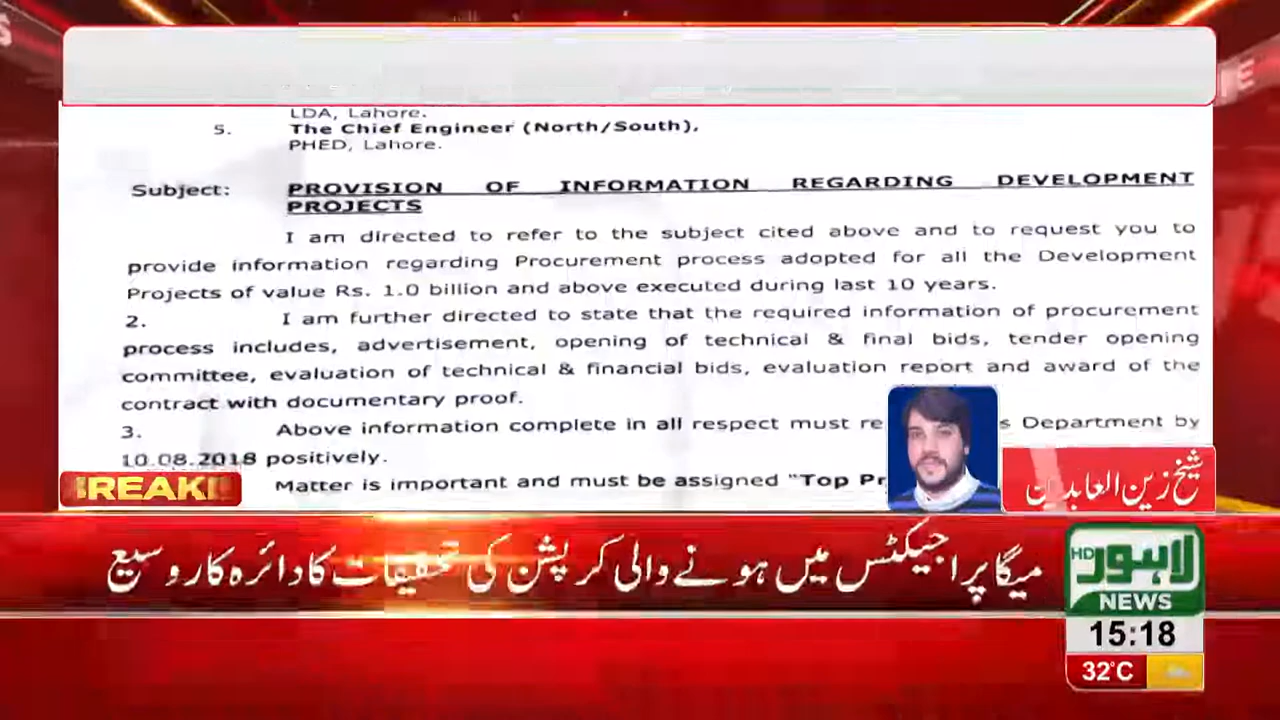 LDA, Lahore.
5. The Chief Engineer (North/South),
PHED, Lahore.
Subject: PROVISION OF INFORMATION REGARDING DEVELOPMENT
PROJECTS
I am directed to refer to the subject cited above and to request you to
provide information regarding Procurement process adopted for all the Development
Projects of value Rs. 1.0 billion and above executed during last 10 years.
2. I am further directed to state that the required information of procurement
process includes, advertisement, opening of technical & final bids, tender opening
committee, evaluation of technical & financial bids, evaluation report and award of the
contract with documentary proof.
3. Above information complete in all respect must re s Department by
10.08.2018 positively.
Matter is important and must be assigned "Top Pr
شیخ زین العابدین
میگا پراجیکٹس میں ہونے والی کرپشن کی تحقیقات کا دائرہ کار وسیع
HD لاہور
NEWS
15:18
32°C